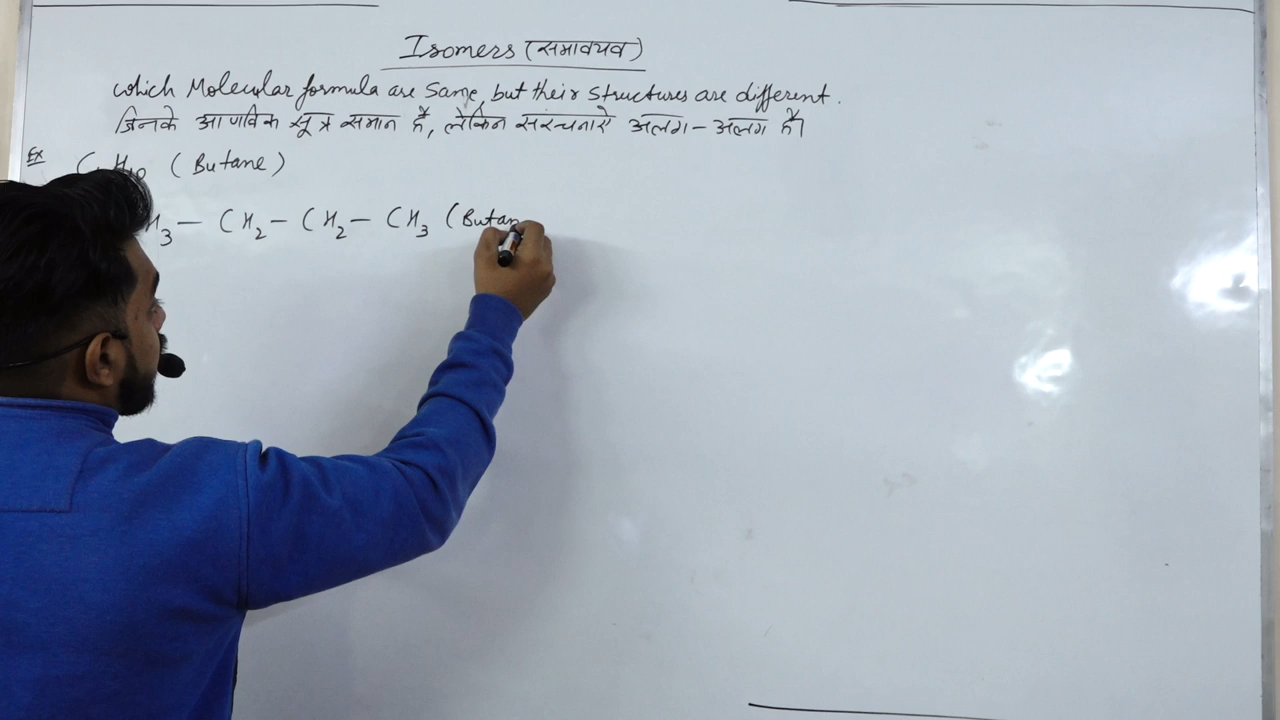 Isomers (समावयव)
which Molecular formula are same, but their structures are different.
जिनके आणविक सूत्र समान हैं, लेकिन संरचनाऐं अलग-अलग हैं।
Ex (Butane)
— CH2 — CH2 — CH3 (Butan